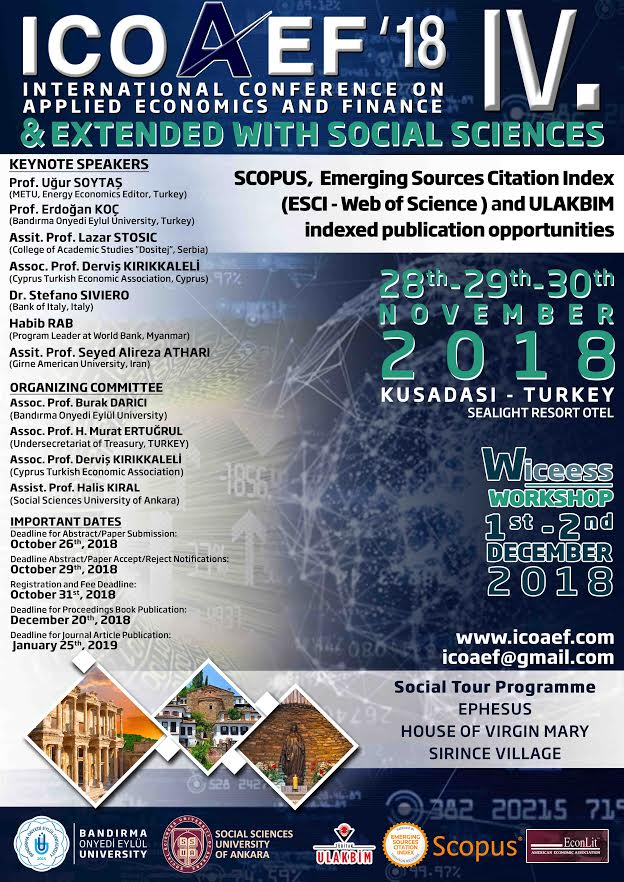 ICOAEF '18 IV.
INTERNATIONAL CONFERENCE ON
APPLIED ECONOMICS AND FINANCE
& EXTENDED WITH SOCIAL SCIENCES
KEYNOTE SPEAKERS
Prof. Uğur SOYTAŞ
(METU, Energy Economics Editor, Turkey)
Prof. Erdoğan KOÇ
(Bandırma Onyedi Eylul University, Turkey)
Assit. Prof. Lazar STOSIC
(College of Academic Studies "Dositej", Serbia)
Assoc. Prof. Derviş KIRIKKALELİ
(Cyprus Turkish Economic Association, Cyprus)
Dr. Stefano SIVIERO
(Bank of Italy, Italy)
Habib RAB
(Program Leader at World Bank, Myanmar)
Assit. Prof. Seyed Alireza ATHARI
(Girne American University, Iran)
ORGANIZING COMMITTEE
Assoc. Prof. Burak DARICI
(Bandırma Onyedi Eylül University)
Assoc. Prof. H. Murat ERTUĞRUL
(Undersecretariat of Treasury, TURKEY)
Assoc. Prof. Derviş KIRIKKALELİ
(Cyprus Turkish Economic Association)
Assist. Prof. Halis KIRAL
(Social Sciences University of Ankara)
IMPORTANT DATES
Deadline for Abstract/Paper Submission:
October 26th, 2018
Deadline Abstract/Paper Accept/Reject Notifications:
October 29th, 2018
Registration and Fee Deadline:
October 31st, 2018
Deadline for Proceedings Book Publication:
December 20th, 2018
Deadline for Journal Article Publication:
January 25th, 2019
SCOPUS, Emerging Sources Citation Index
(ESCI - Web of Science ) and ULAKBIM
indexed publication opportunities
28th-29th-30th
NOVEMBER
2018
KUSADASI - TURKEY
SEALIGHT RESORT OTEL
Wiceess
WORKSHOP
1st - 2nd
DECEMBER
2018
www.icoaef.com
icoaef@gmail.com
Social Tour Programme
EPHESUS
HOUSE OF VIRGIN MARY
SIRINCE VILLAGE
382 20215 719
BANDIRMA
ONYEDİ EYLÜL
UNIVERSITY
SOCIAL SCIENCES
UNIVERSITY
OF ANKARA
ULAKBİM
EMERGING
SOURCES
CITATION
INDEX
Scopus
EconLit
AMERICAN ECONOMIC ASSOCIATION